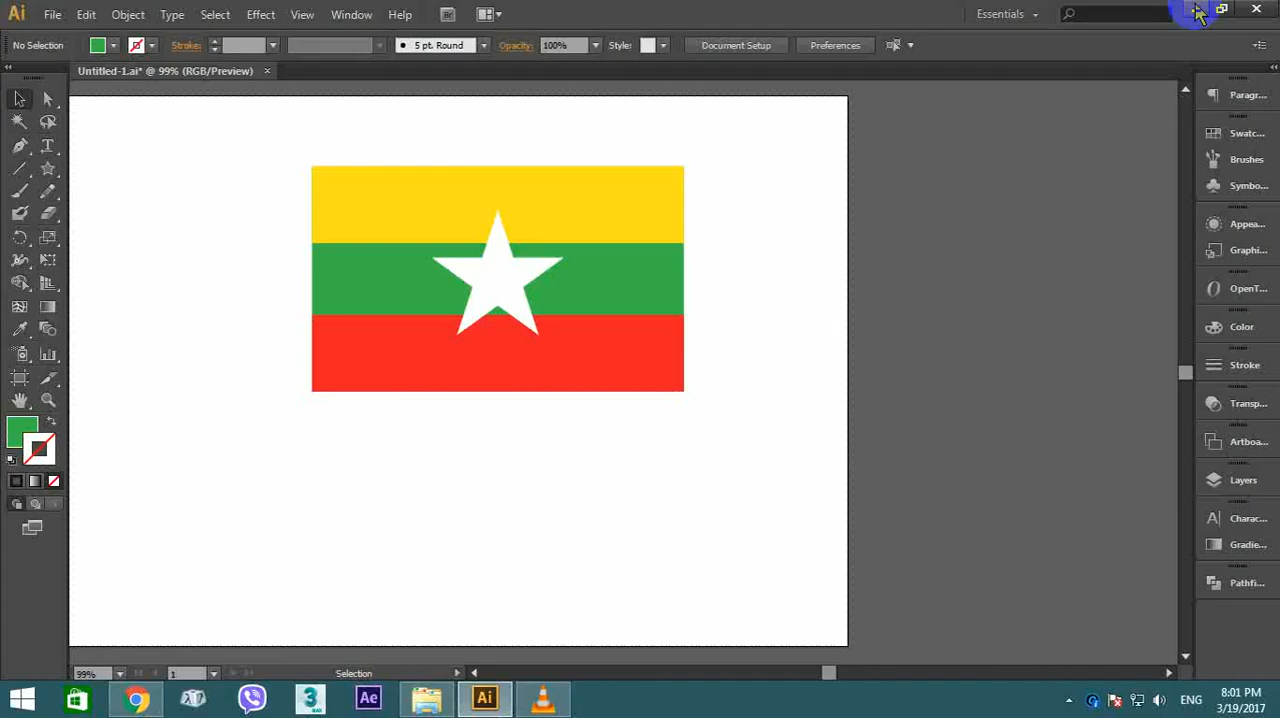 Ai File Edit Object Type Select Effect View Window Help Br Essentials
No Selection Stroke: 5 pt. Round Opacity: 100% Style: Document Setup Preferences
Untitled-1.ai* @ 99% (RGB/Preview) ×
Paragr...
Swatc...
Brushes
Symbo...
Appea...
Graphi...
OpenT...
Color
Stroke
Transp...
Artboa...
Layers
Charac...
Gradie...
Pathfi...
99% 1 Selection
3 Ae Ai ENG 8:01 PM
3/19/2017